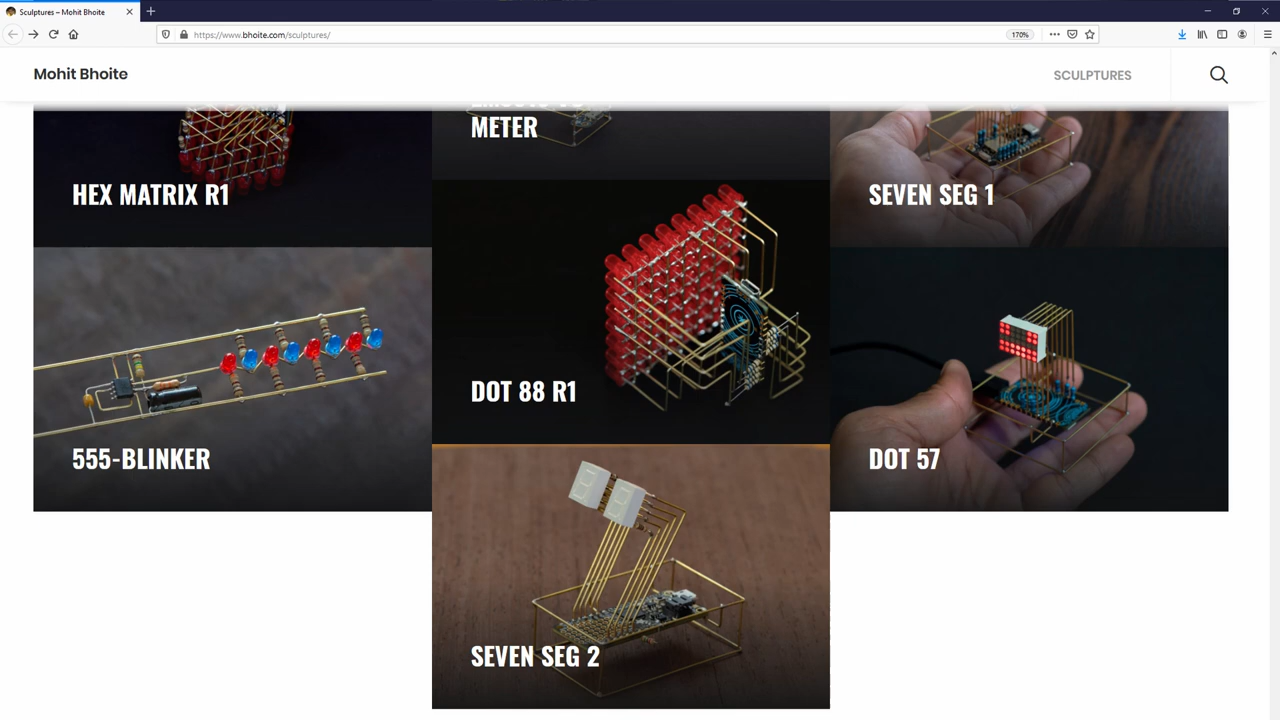 Sculptures – Mohit Bhoite
https://www.bhoite.com/sculptures/
170%
Mohit Bhoite
SCULPTURES
METER
HEX MATRIX R1
SEVEN SEG 1
DOT 88 R1
555-BLINKER
DOT 57
SEVEN SEG 2